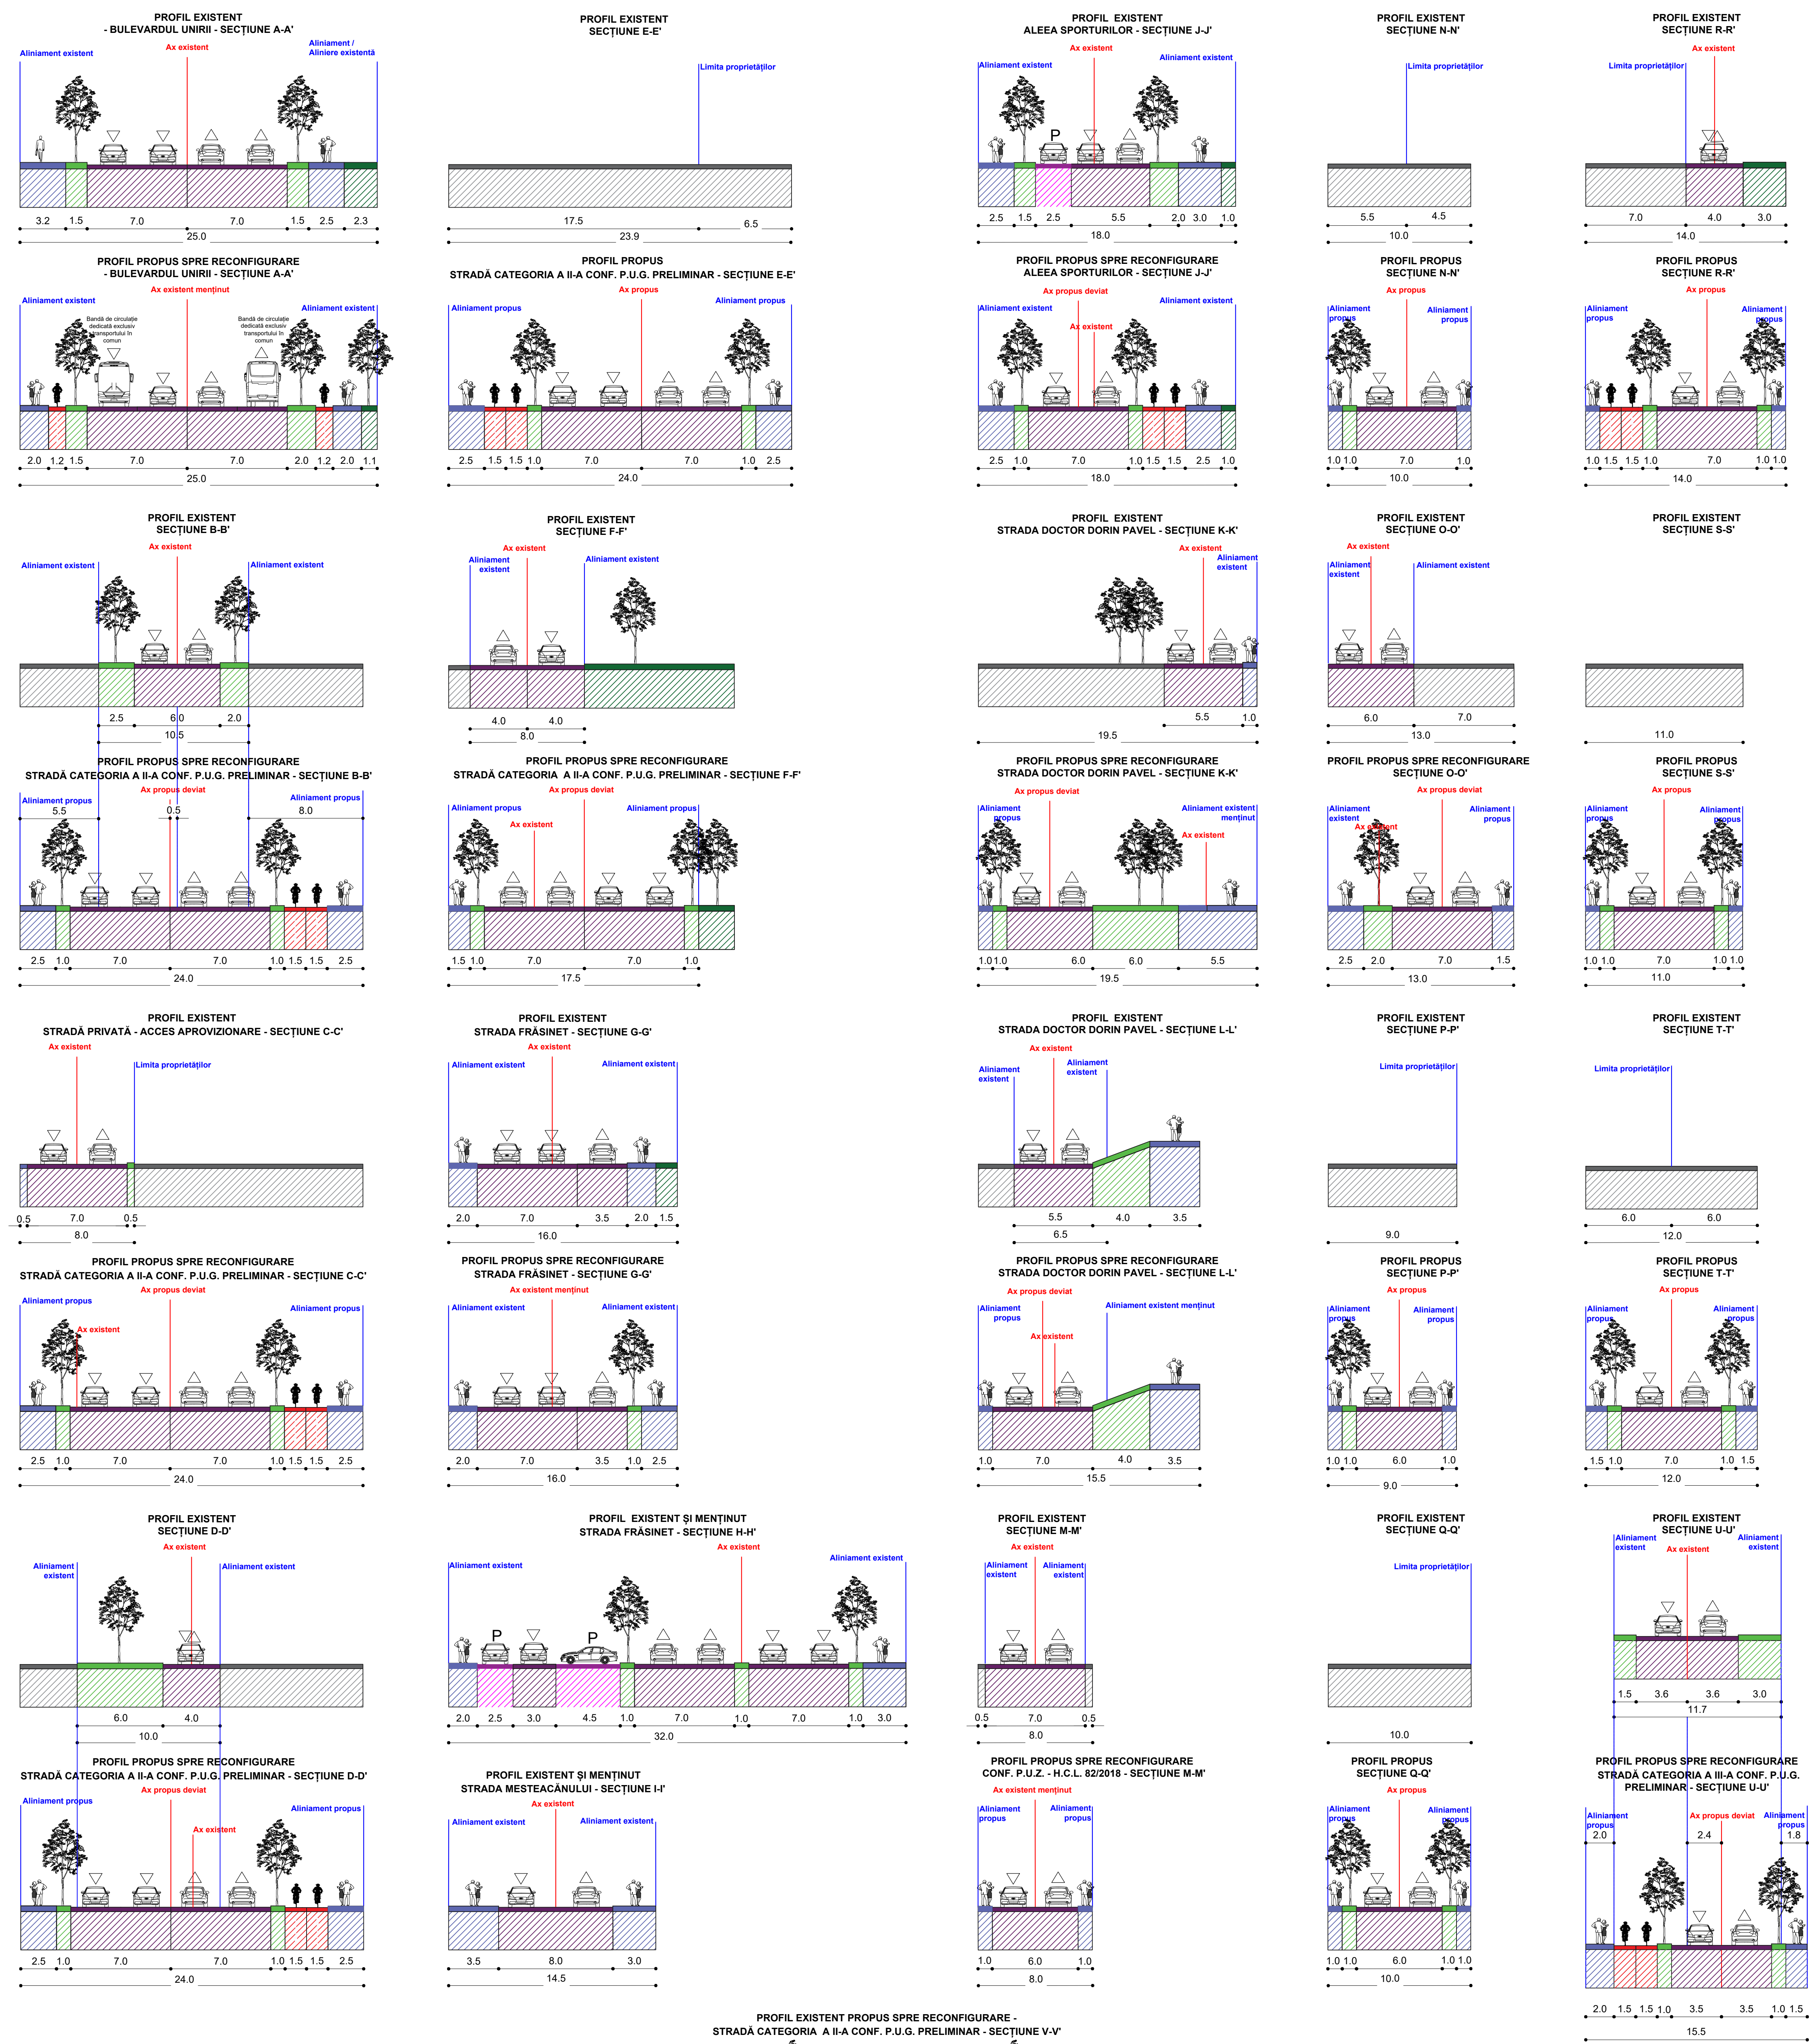 PROFIL EXISTENT
- BULEVARDUL UNIRII - SECȚIUNE A-A'
Ax existent
Aliniament existent
Aliniament /
Aliniere existentă
3.2 1.5 7.0 7.0 1.5 2.5 2.3
25.0
PROFIL PROPUS SPRE RECONFIGURARE
- BULEVARDUL UNIRII - SECȚIUNE A-A'
Ax existent menținut
Aliniament existent
Aliniament existent
Bandă de circulație
dedicată exclusiv
transportului în
comun
Bandă de circulație
dedicată exclusiv
transportului în
comun
2.0 1.2 1.5 7.0 7.0 2.0 1.2 2.0 1.1
25.0
PROFIL EXISTENT
SECȚIUNE E-E'
Limita proprietăților
17.5 6.5
23.9
PROFIL PROPUS
STRADĂ CATEGORIA A II-A CONF. P.U.G. PRELIMINAR - SECȚIUNE E-E'
Ax propus
Aliniament propus
Aliniament propus
2.5 1.5 1.5 1.0 7.0 7.0 1.0 2.5
24.0
PROFIL EXISTENT
ALEEA SPORTURILOR - SECȚIUNE J-J'
Ax existent
Aliniament existent
Aliniament existent
P
2.5 1.5 2.5 5.5 2.0 3.0 1.0
18.0
PROFIL PROPUS SPRE RECONFIGURARE
ALEEA SPORTURILOR - SECȚIUNE J-J'
Ax propus deviat
Aliniament existent
Aliniament existent
Ax existent
2.5 1.0 7.0 1.0 1.5 1.5 2.5 1.0
18.0
PROFIL EXISTENT
SECȚIUNE N-N'
Limita proprietăților
5.5 4.5
10.0
PROFIL PROPUS
SECȚIUNE N-N'
Ax propus
Aliniament
propus
Aliniament
propus
1.0 1.0 7.0 1.0
10.0
PROFIL EXISTENT
SECȚIUNE R-R'
Ax existent
Limita proprietăților
7.0 4.0 3.0
14.0
PROFIL PROPUS
SECȚIUNE R-R'
Ax propus
Aliniament
propus
Aliniament
propus
1.0 1.5 1.5 1.0 7.0 1.0 1.0
14.0
PROFIL EXISTENT
SECȚIUNE B-B'
Ax existent
Aliniament existent
Aliniament existent
2.5 6.0 2.0
10.5
PROFIL PROPUS SPRE RECONFIGURARE
STRADĂ CATEGORIA A II-A CONF. P.U.G. PRELIMINAR - SECȚIUNE B-B'
Ax propus deviat
Aliniament propus
Aliniament propus
5.5 0.5 8.0
2.5 1.0 7.0 7.0 1.0 1.5 1.5 2.5
24.0
PROFIL EXISTENT
SECȚIUNE F-F'
Ax existent
Aliniament
existent
Aliniament existent
4.0 4.0
8.0
PROFIL PROPUS SPRE RECONFIGURARE
STRADĂ CATEGORIA A II-A CONF. P.U.G. PRELIMINAR - SECȚIUNE F-F'
Ax propus deviat
Aliniament propus
Aliniament propus
Ax existent
1.5 1.0 7.0 7.0 1.0
17.5
PROFIL EXISTENT
STRADA DOCTOR DORIN PAVEL - SECȚIUNE K-K'
Ax existent
Aliniament
existent
5.5 1.0
19.5
PROFIL PROPUS SPRE RECONFIGURARE
STRADA DOCTOR DORIN PAVEL - SECȚIUNE K-K'
Ax propus deviat
Aliniament
propus
Aliniament existent
menținut
Ax existent
1.0 1.0 6.0 6.0 5.5
19.5
PROFIL EXISTENT
SECȚIUNE O-O'
Ax existent
Aliniament
existent
Aliniament existent
6.0 7.0
13.0
PROFIL PROPUS SPRE RECONFIGURARE
SECȚIUNE O-O'
Ax propus deviat
Aliniament
existent
Aliniament
propus
Ax existent
2.5 2.0 7.0 1.5
13.0
PROFIL EXISTENT
SECȚIUNE S-S'
11.0
PROFIL PROPUS
SECȚIUNE S-S'
Ax propus
Aliniament
propus
Aliniament
propus
1.0 1.0 7.0 1.0 1.0
11.0
PROFIL EXISTENT
STRADĂ PRIVATĂ - ACCES APROVIZIONARE - SECȚIUNE C-C'
Ax existent
Limita proprietăților
0.5 7.0 0.5
8.0
PROFIL PROPUS SPRE RECONFIGURARE
STRADĂ CATEGORIA A II-A CONF. P.U.G. PRELIMINAR - SECȚIUNE C-C'
Ax propus deviat
Aliniament propus
Aliniament propus
Ax existent
2.5 1.0 7.0 7.0 1.0 1.5 1.5 2.5
24.0
PROFIL EXISTENT
STRADA FRĂSINET - SECȚIUNE G-G'
Ax existent
Aliniament existent
Aliniament existent
2.0 7.0 3.5 2.0 1.5
16.0
PROFIL PROPUS SPRE RECONFIGURARE
STRADA FRĂSINET - SECȚIUNE G-G'
Ax existent menținut
Aliniament existent
Aliniament existent
2.0 7.0 3.5 1.0 2.5
16.0
PROFIL EXISTENT
STRADA DOCTOR DORIN PAVEL - SECȚIUNE L-L'
Ax existent
Aliniament
existent
Aliniament
existent
5.5 4.0 3.5
6.5
PROFIL PROPUS SPRE RECONFIGURARE
STRADA DOCTOR DORIN PAVEL - SECȚIUNE L-L'
Ax propus deviat
Aliniament
propus
Aliniament existent menținut
Ax existent
1.0 7.0 4.0 3.5
15.5
PROFIL EXISTENT
SECȚIUNE P-P'
Limita proprietăților
9.0
PROFIL PROPUS
SECȚIUNE P-P'
Ax propus
Aliniament
propus
Aliniament
propus
1.0 1.0 6.0 1.0
9.0
PROFIL EXISTENT
SECȚIUNE T-T'
Limita proprietăților
6.0 6.0
12.0
PROFIL PROPUS
SECȚIUNE T-T'
Ax propus
Aliniament
propus
Aliniament
propus
1.5 1.0 7.0 1.0 1.5
12.0
PROFIL EXISTENT
SECȚIUNE D-D'
Ax existent
Aliniament
existent
Aliniament existent
6.0 4.0
10.0
PROFIL PROPUS SPRE RECONFIGURARE
STRADĂ CATEGORIA A II-A CONF. P.U.G. PRELIMINAR - SECȚIUNE D-D'
Ax propus deviat
Aliniament propus
Aliniament propus
Ax existent
2.5 1.0 7.0 7.0 1.0 1.5 1.5 2.5
24.0
PROFIL EXISTENT ȘI MENȚINUT
STRADA FRĂSINET - SECȚIUNE H-H'
Ax existent
Aliniament existent
Aliniament existent
P P
2.0 2.5 3.0 4.5 1.0 7.0 1.0 7.0 1.0 3.0
32.0
PROFIL EXISTENT ȘI MENȚINUT
STRADA MESTEACĂNULUI - SECȚIUNE I-I'
Ax existent
Aliniament existent
Aliniament existent
3.5 8.0 3.0
14.5
PROFIL EXISTENT
SECȚIUNE M-M'
Ax existent
Aliniament
existent
Aliniament
existent
0.5 7.0 0.5
8.0
PROFIL PROPUS SPRE RECONFIGURARE
CONF. P.U.Z. - H.C.L. 82/2018 - SECȚIUNE M-M'
Ax existent menținut
Aliniament
propus
Aliniament
propus
1.0 6.0 1.0
8.0
PROFIL EXISTENT
SECȚIUNE Q-Q'
Limita proprietăților
10.0
PROFIL PROPUS
SECȚIUNE Q-Q'
Ax propus
Aliniament
propus
Aliniament
propus
1.0 1.0 6.0 1.0 1.0
10.0
PROFIL EXISTENT
SECȚIUNE U-U'
Aliniament
existent
Ax existent
Aliniament
existent
1.5 3.6 3.6 3.0
11.7
PROFIL PROPUS SPRE RECONFIGURARE
STRADĂ CATEGORIA A III-A CONF. P.U.G.
PRELIMINAR - SECȚIUNE U-U'
Aliniament
propus
Ax propus deviat
Aliniament
propus
2.0 2.4 1.8
2.0 1.5 1.5 1.0 3.5 3.5 1.0 1.5
15.5
PROFIL EXISTENT PROPUS SPRE RECONFIGURARE -
STRADĂ CATEGORIA A II-A CONF. P.U.G. PRELIMINAR - SECȚIUNE V-V'